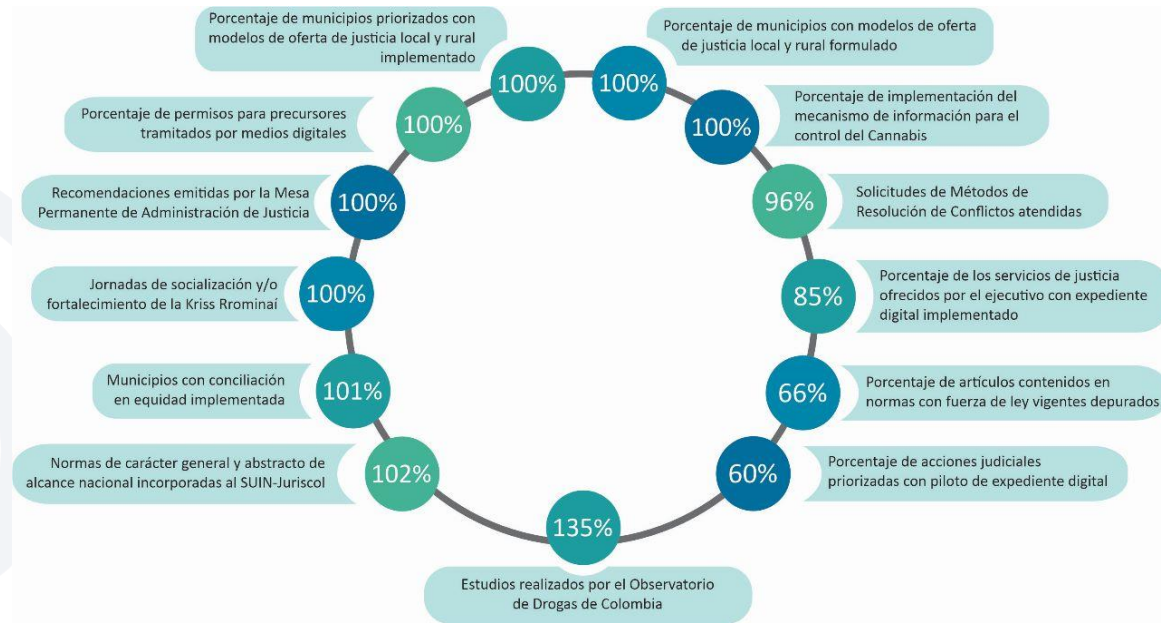 Porcentaje de municipios priorizados con
modelos de oferta de justicia local y rural
implementado
100%
Porcentaje de municipios con modelos de oferta
de justicia local y rural formulado
100%
Porcentaje de permisos para precursores
tramitados por medios digitales
100%
Porcentaje de implementación del
mecanismo de información para el
control del Cannabis
100%
Recomendaciones emitidas por la Mesa
Permanente de Administración de Justicia
100%
Solicitudes de Métodos de
Resolución de Conflictos atendidas
96%
Jornadas de socialización y/o
fortalecimiento de la Kriss Rrominaí
100%
Porcentaje de los servicios de justicia
ofrecidos por el ejecutivo con expediente
digital implementado
85%
Municipios con conciliación
en equidad implementada
101%
Porcentaje de artículos contenidos en
normas con fuerza de ley vigentes depurados
66%
Normas de carácter general y abstracto de
alcance nacional incorporadas al SUIN-Juriscol
102%
Porcentaje de acciones judiciales
priorizadas con piloto de expediente digital
60%
135%
Estudios realizados por el Observatorio
de Drogas de Colombia